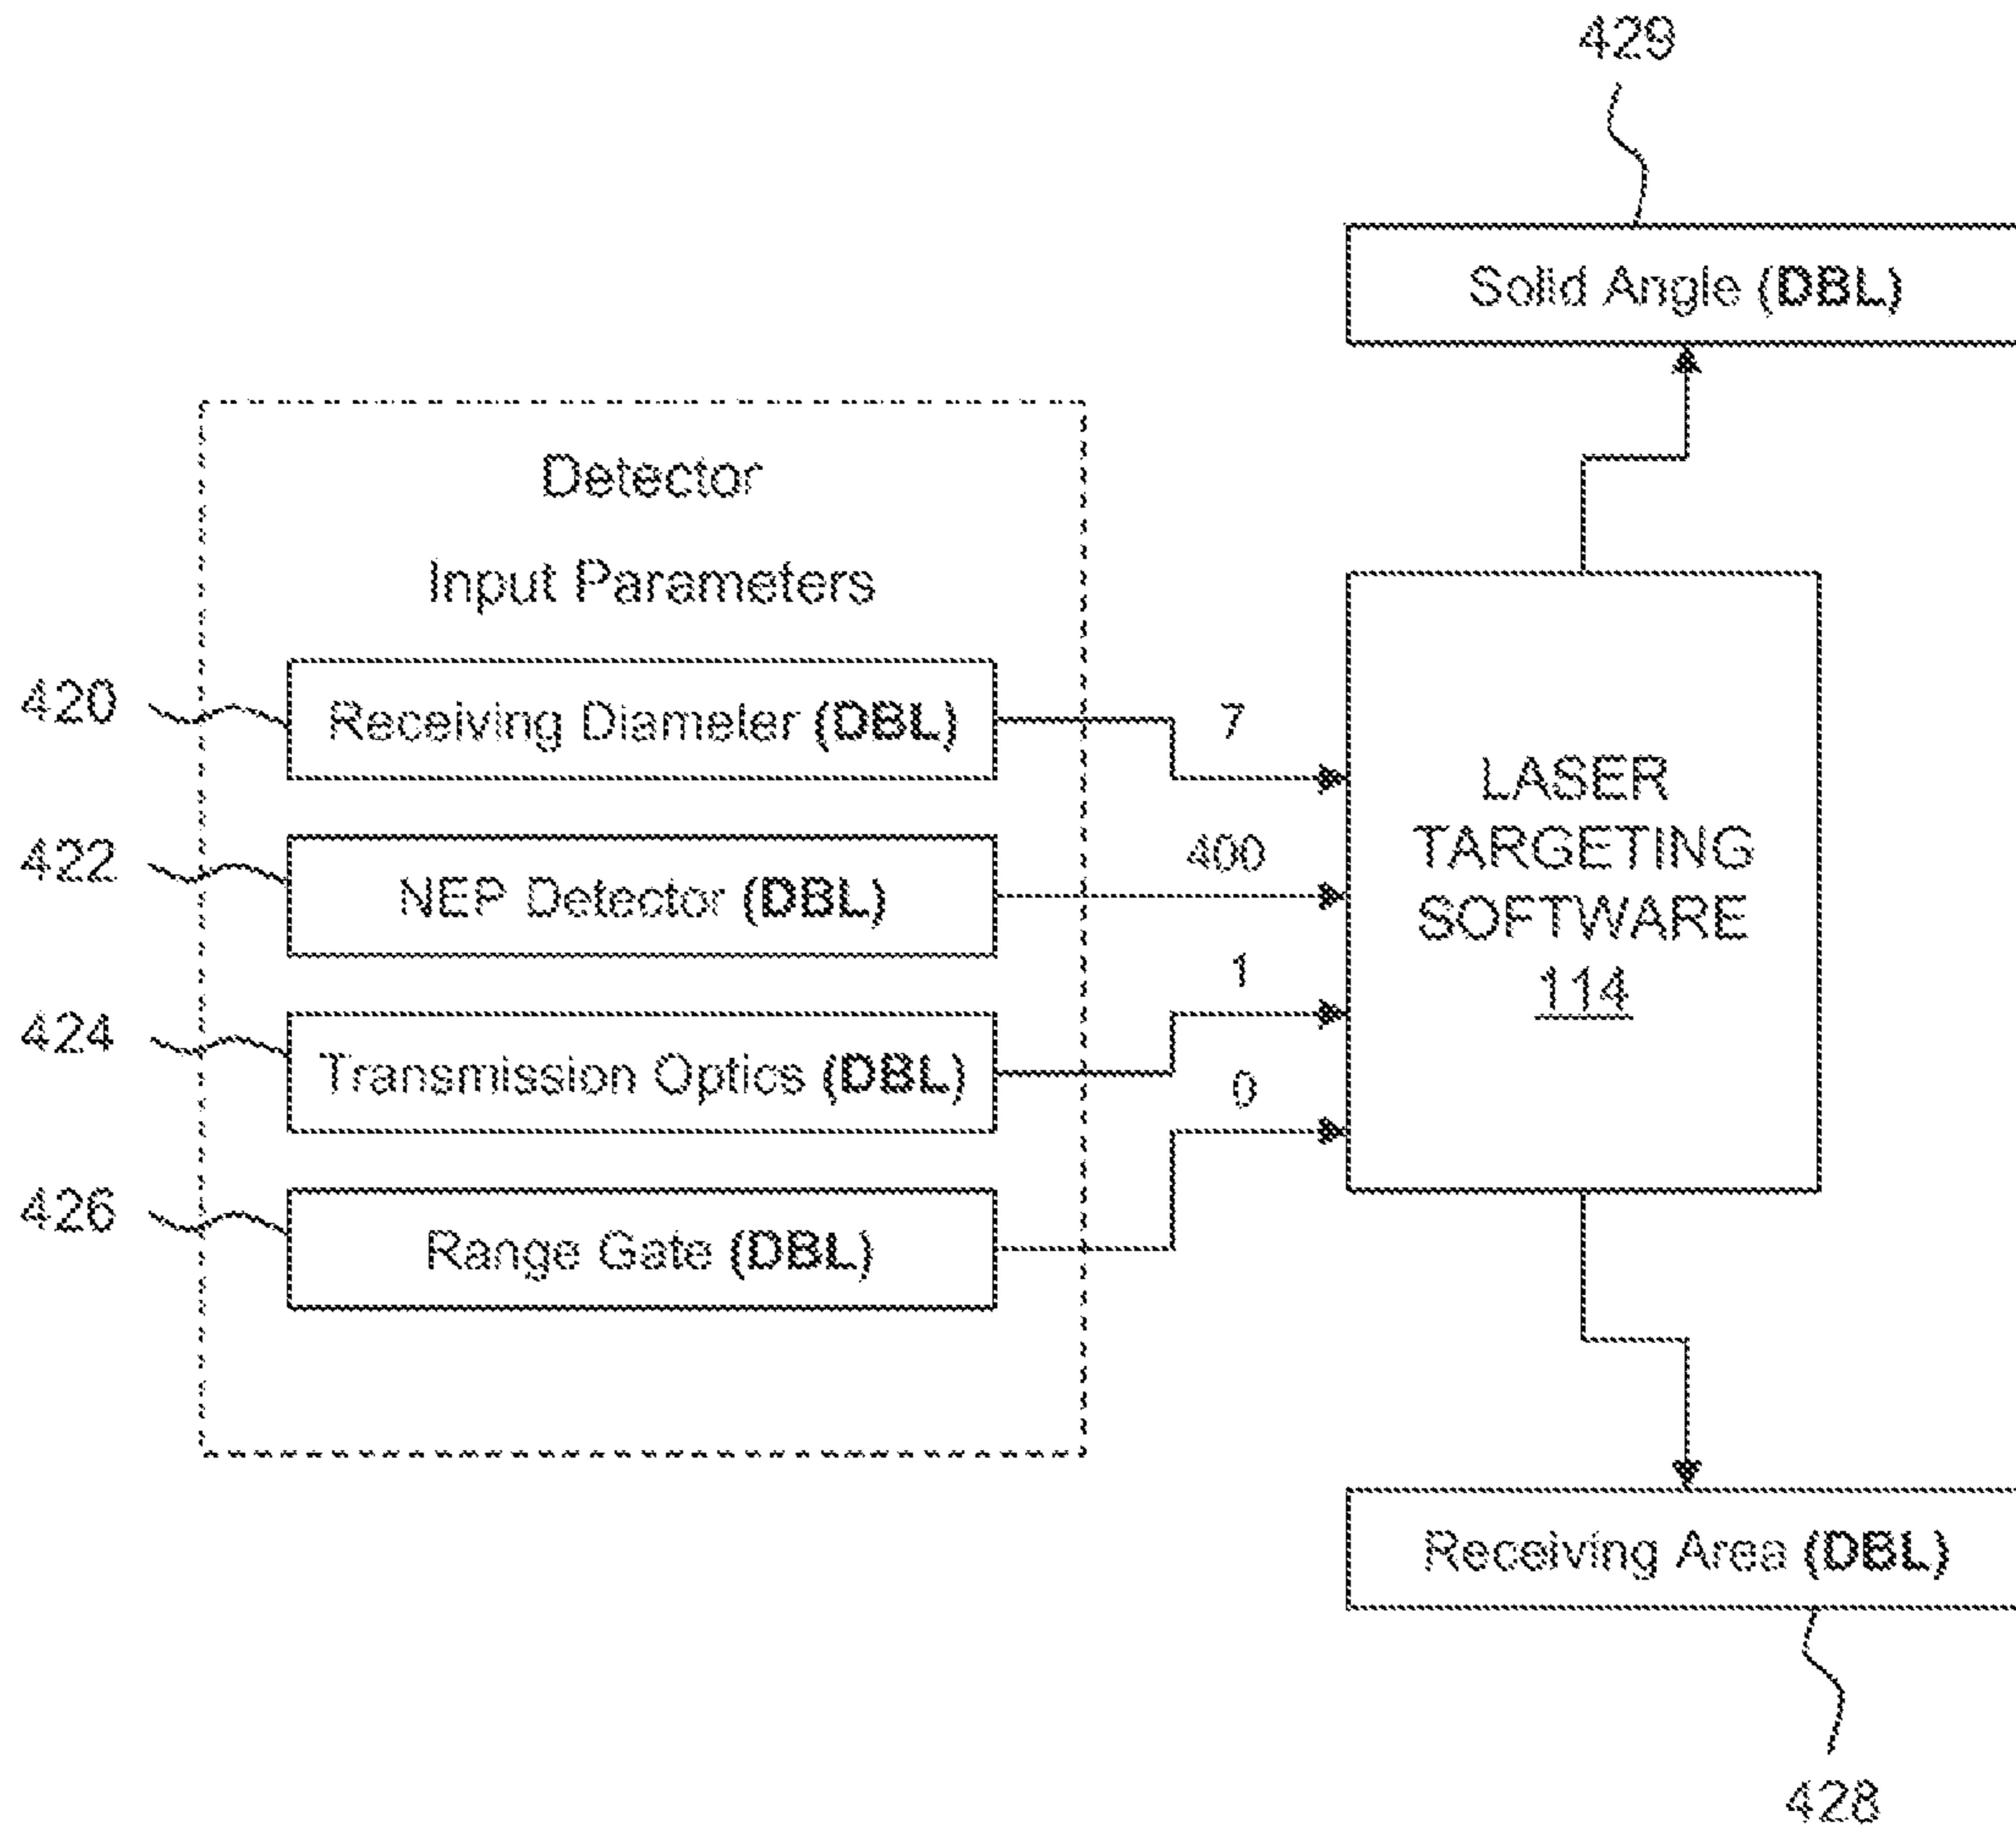 429
Solid Angle (DBL)
Detector
Input Parameters
420
Receiving Diameter (DBL)
7
422
NEP Detector (DBL)
400
424
Transmission Optics (DBL)
1
426
Range Gate (DBL)
0
LASER
TARGETING
SOFTWARE
114
Receiving Area (DBL)
428